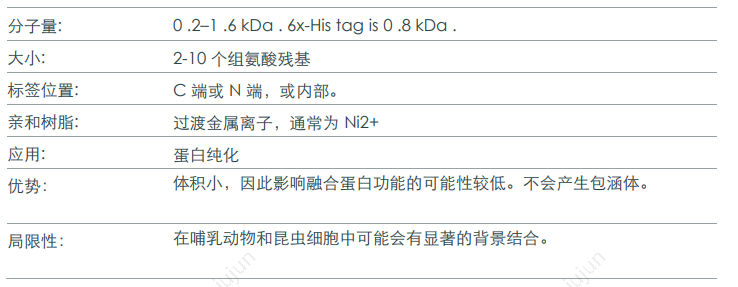 分子量: 0 .2–1 .6 kDa . 6x-His tag is 0 .8 kDa .
大小: 2-10 个组氨酸残基
标签位置: C 端或 N 端，或内部。
亲和树脂: 过渡金属离子，通常为 Ni2+
应用: 蛋白纯化
优势: 体积小，因此影响融合蛋白功能的可能性较低。不会产生包涵体。
局限性: 在哺乳动物和昆虫细胞中可能会有显著的背景结合。